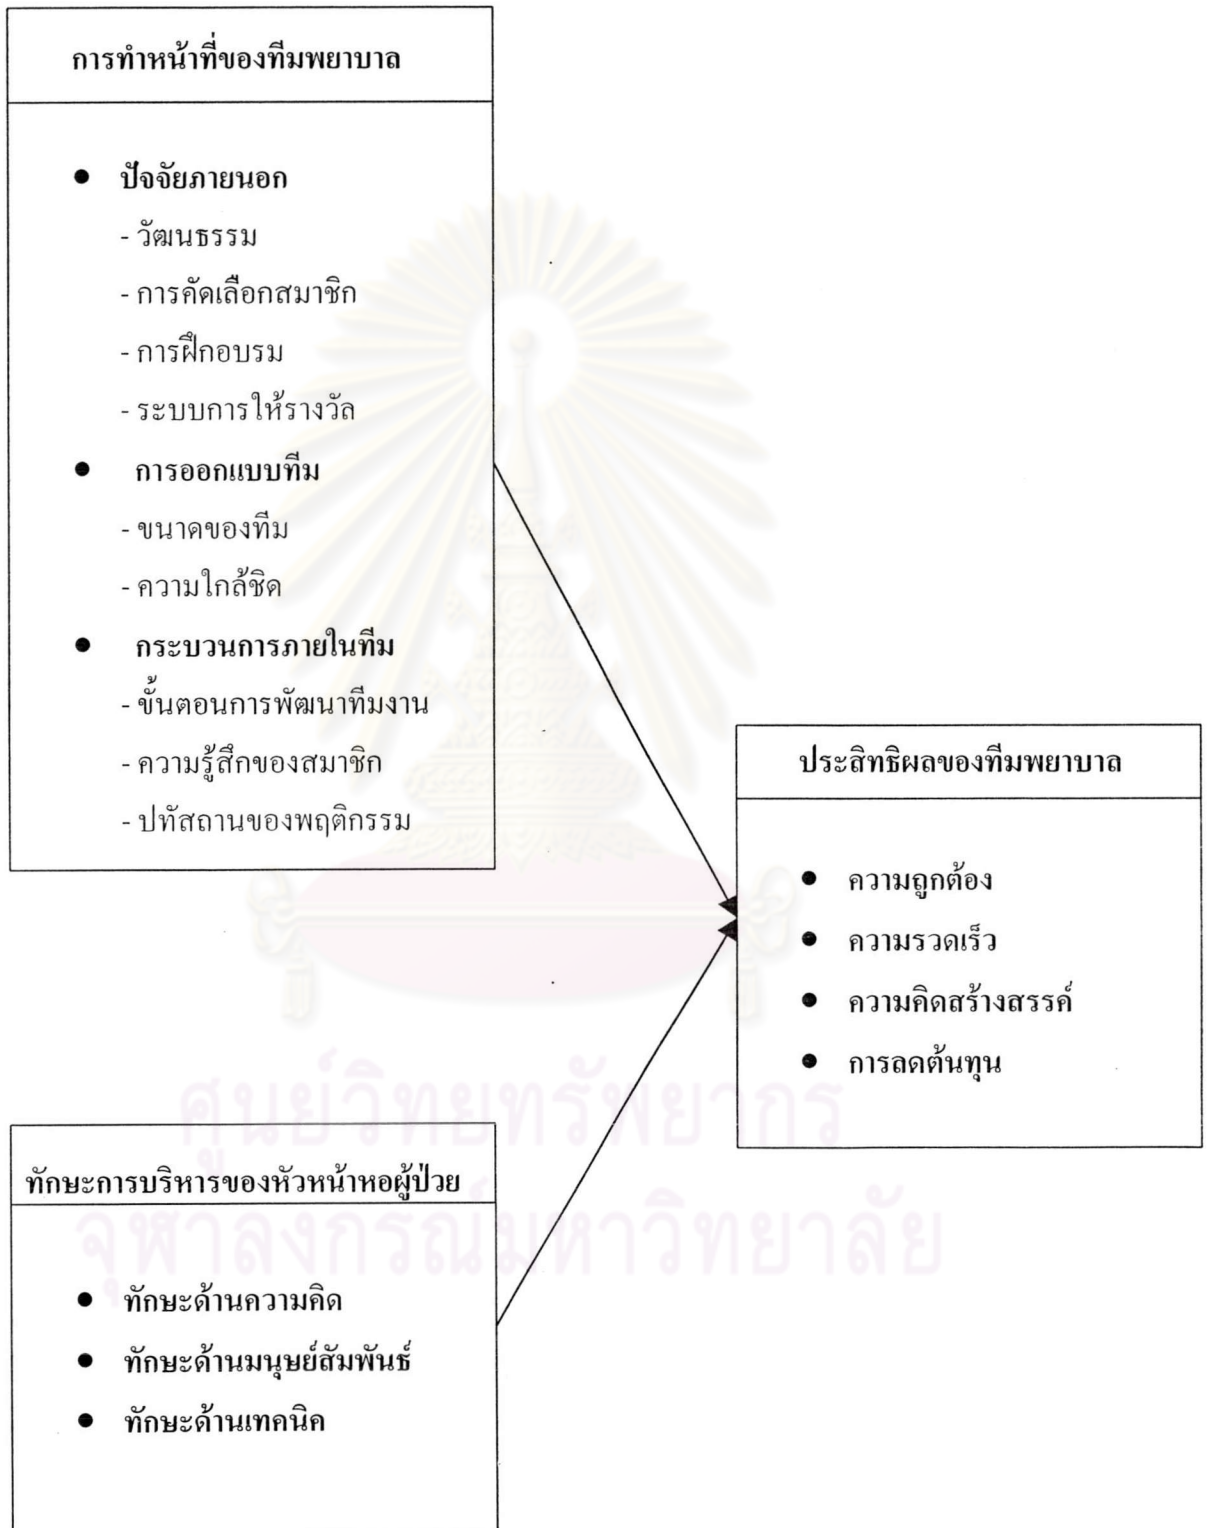 การทำหน้าที่ของทีมพยาบาล
● ปัจจัยภายนอก
- วัฒนธรรม
- การคัดเลือกสมาชิก
- การฝึกอบรม
- ระบบการให้รางวัล
● การออกแบบทีม
- ขนาดของทีม
- ความใกล้ชิด
● กระบวนการภายในทีม
- ขั้นตอนการพัฒนาทีมงาน
- ความรู้สึกของสมาชิก
- ปทัสถานของพฤติกรรม
ประสิทธิผลของทีมพยาบาล
● ความถูกต้อง
● ความรวดเร็ว
● ความคิดสร้างสรรค์
● การลดต้นทุน
ทักษะการบริหารของหัวหน้าหอผู้ป่วย
● ทักษะด้านความคิด
● ทักษะด้านมนุษย์สัมพันธ์
● ทักษะด้านเทคนิค
ศูนย์วิทยทรัพยากร
จุฬาลงกรณ์มหาวิทยาลัย